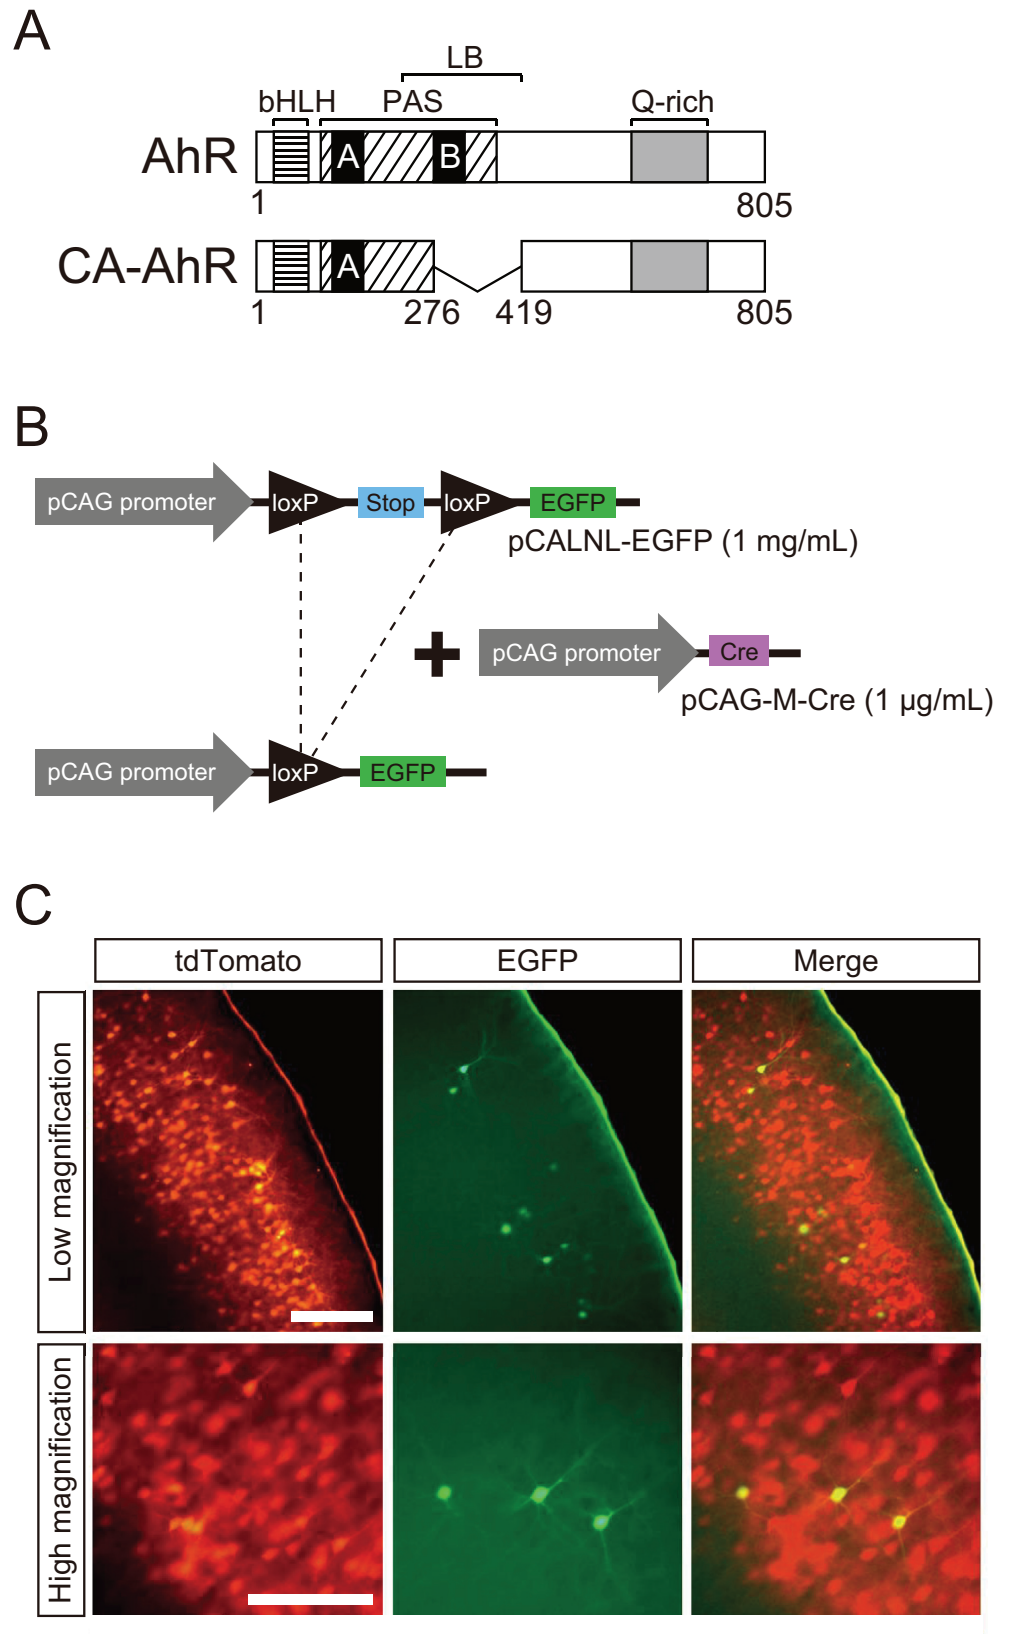 A
LB
bHLH PAS Q-rich
AhR A B
1 805
CA-AhR A
1 276 419 805
B
pCAG promoter loxP Stop loxP EGFP
pCALNL-EGFP (1 mg/mL)
pCAG promoter Cre
pCAG-M-Cre (1 µg/mL)
pCAG promoter loxP EGFP
C
tdTomato EGFP Merge
Low magnification
High magnification